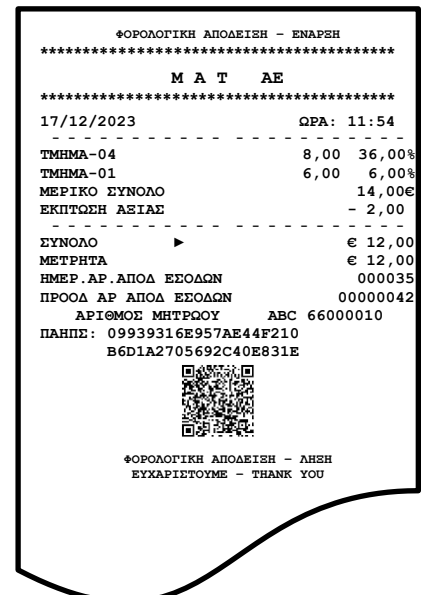 ΦΟΡΟΛΟΓΙΚΗ ΑΠΟΔΕΙΞΗ – ΕΝΑΡΞΗ
******************************************
Μ Α Τ ΑΕ
******************************************
17/12/2023 ΩΡΑ: 11:54
- - - - - - - - - - - - - - - - - - - - -
ΤΜΗΜΑ-04 8,00 36,00%
ΤΜΗΜΑ-01 6,00 6,00%
ΜΕΡΙΚΟ ΣΥΝΟΛΟ 14,00€
ΕΚΠΤΩΣΗ ΑΞΙΑΣ - 2,00
- - - - - - - - - - - - - - - - - - - - -
ΣΥΝΟΛΟ ► € 12,00
ΜΕΤΡΗΤΑ € 12,00
ΗΜΕΡ.ΑΡ.ΑΠΟΔ ΕΣΟΔΩΝ 000035
ΠΡΟΟΔ ΑΡ ΑΠΟΔ ΕΣΟΔΩΝ 00000042
ΑΡΙΘΜΟΣ ΜΗΤΡΩΟΥ ABC 66000010
ΠΑΗΠΣ: 09939316E957AE44F210
B6D1A2705692C40E831E
ΦΟΡΟΛΟΓΙΚΗ ΑΠΟΔΕΙΞΗ – ΛΗΞΗ
ΕΥΧΑΡΙΣΤΟΥΜΕ – THANK YOU